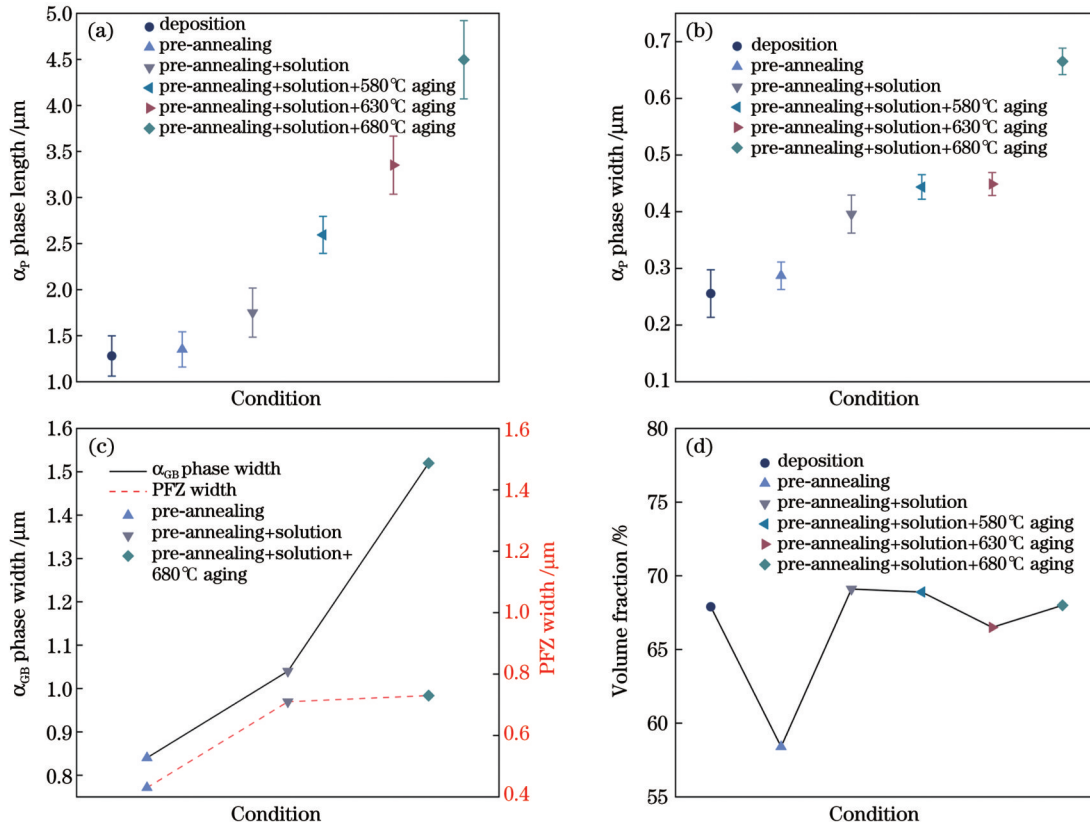 (a)
deposition
pre-annealing
pre-annealing+solution
pre-annealing+solution+580℃ aging
pre-annealing+solution+630℃ aging
pre-annealing+solution+680℃ aging
5.0
4.5
4.0
3.5
3.0
2.5
2.0
1.5
1.0
αP phase length /μm
Condition
(b)
deposition
pre-annealing
pre-annealing+solution
pre-annealing+solution+580℃ aging
pre-annealing+solution+630℃ aging
pre-annealing+solution+680℃ aging
0.7
0.6
0.5
0.4
0.3
0.2
0.1
αP phase width /μm
Condition
(c)
αGB phase width
PFZ width
pre-annealing
pre-annealing+solution
pre-annealing+solution+
680℃ aging
1.6
1.5
1.4
1.3
1.2
1.1
1.0
0.9
0.8
αGB phase width /μm
1.6
1.4
1.2
1.0
0.8
0.6
0.4
PFZ width /μm
Condition
(d)
deposition
pre-annealing
pre-annealing+solution
pre-annealing+solution+580℃ aging
pre-annealing+solution+630℃ aging
pre-annealing+solution+680℃ aging
80
75
70
65
60
55
Volume fraction /%
Condition